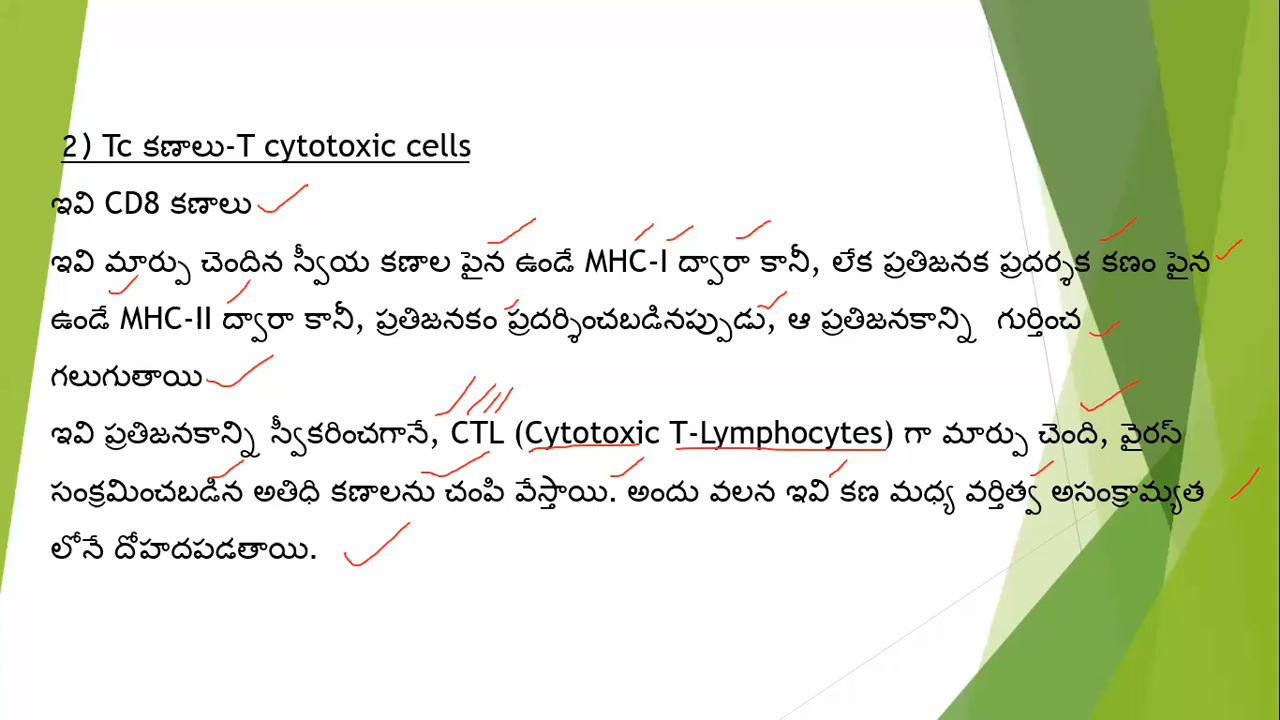 2) Tc కణాలు-T cytotoxic cells
ఇవి CD8 కణాలు
ఇవి మార్పు చెందిన స్వీయ కణాల పైన ఉండే MHC-I ద్వారా కానీ, లేక ప్రతిజనక ప్రదర్శక కణం పైన
ఉండే MHC-II ద్వారా కానీ, ప్రతిజనకం ప్రదర్శించబడినప్పుడు, ఆ ప్రతిజనకాన్ని గుర్తించ
గలుగుతాయి
ఇవి ప్రతిజనకాన్ని స్వీకరించగానే, CTL (Cytotoxic T-Lymphocytes) గా మార్పు చెంది, వైరస్
సంక్రమించబడిన అతిధి కణాలను చంపి వేస్తాయి. అందు వలన ఇవి కణ మధ్య వర్తిత్వ అసంక్రామ్యత
లోనే దోహదపడతాయి.